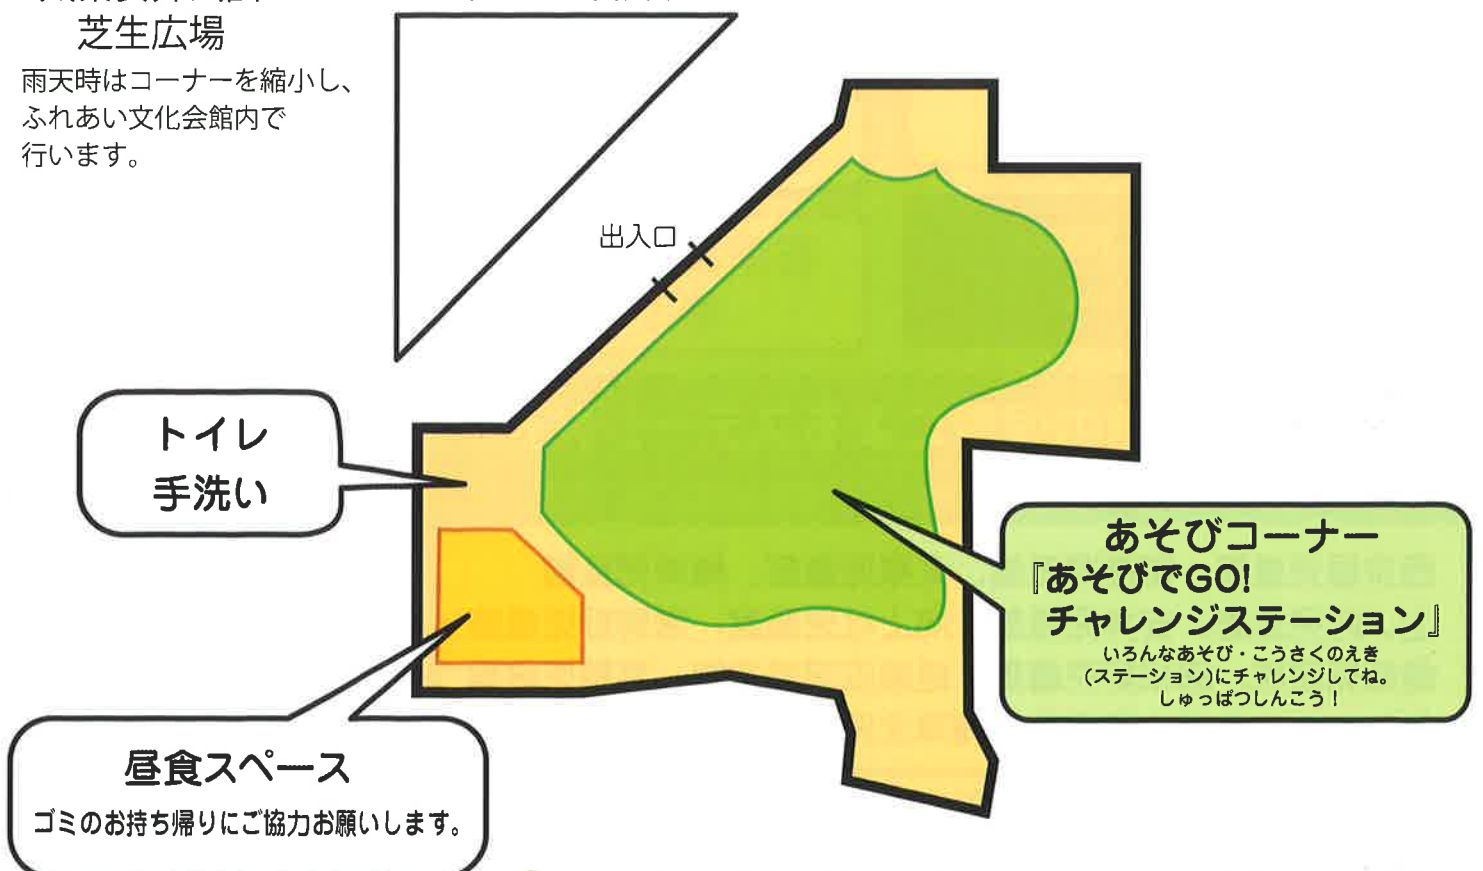 芝生広場
雨天時はコーナーを縮小し、
ふれあい文化会館内で
行います。
出入口
トイレ
手洗い
あそびコーナー
『あそびでGO!
チャレンジステーション』
いろんなあそび・こうさくのえき
(ステーション)にチャレンジしてね。
しゅっぱつしんこう！
昼食スペース
ゴミのお持ち帰りにご協力お願いします。